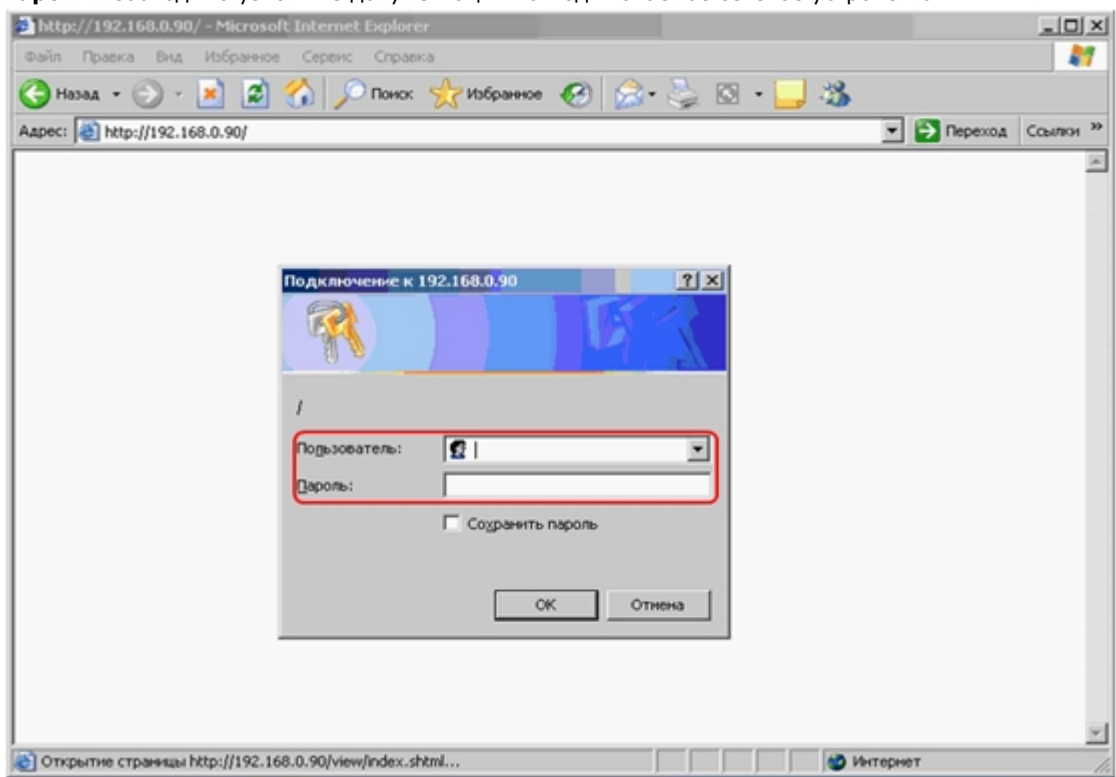 http://192.168.0.90/ - Microsoft Internet Explorer
Файл Правка Вид Избранное Сервис Справка
Назад Поиск Избранное
Адрес: http://192.168.0.90/ Переход Ссылки »
Подключение к 192.168.0.90
/
Пользователь:
Пароль:
Сохранить пароль
OK Отмена
Открытие страницы http://192.168.0.90/view/index.shtml... Интернет